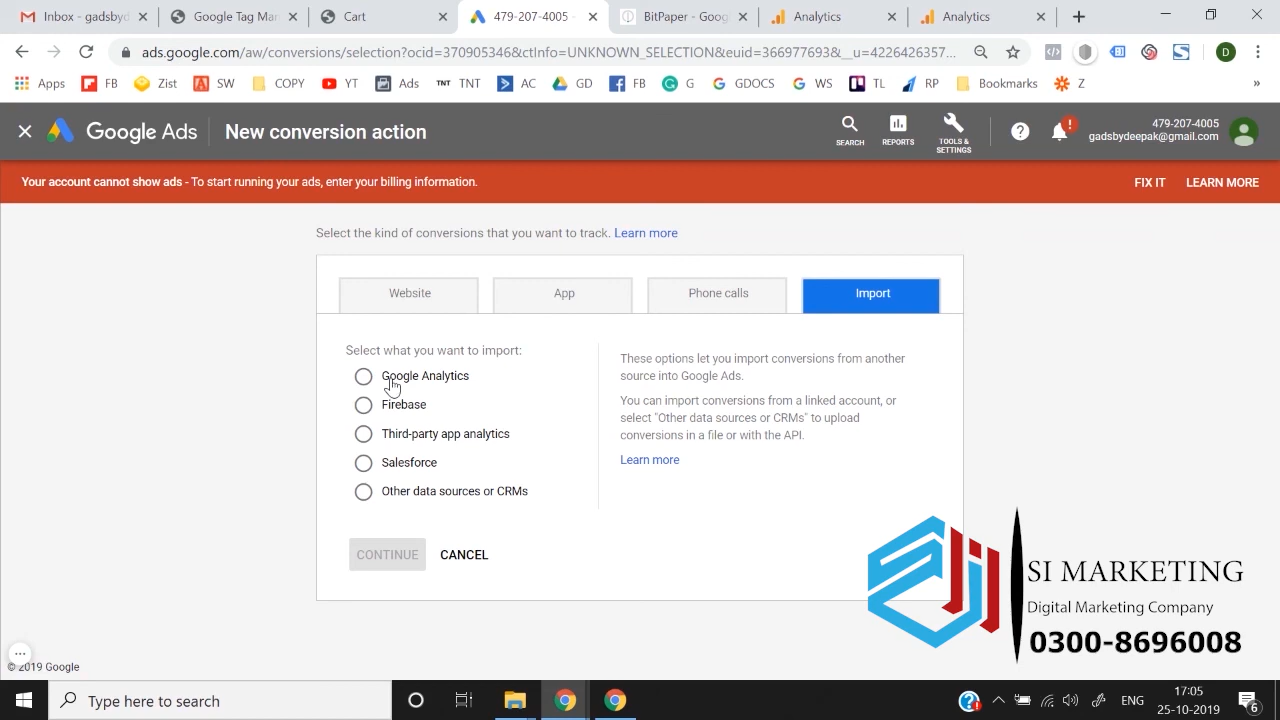 Inbox - gadsby
Google Tag Mar
Cart
479-207-4005 -
BitPaper - Goog
Analytics
Analytics
ads.google.com/aw/conversions/selection?ocid=370905346&ctInfo=UNKNOWN_SELECTION&euid=366977693&__u=4226426357...
D
Apps
FB
Zist
SW
COPY
YT
Ads
TNT
TNT
AC
GD
FB
G
GDOCS
WS
TL
RP
Bookmarks
Z
»
Google Ads
New conversion action
SEARCH
REPORTS
TOOLS &
SETTINGS
479-207-4005
gadsbydeepak@gmail.com
Your account cannot show ads - To start running your ads, enter your billing information.
FIX IT
LEARN MORE
Select the kind of conversions that you want to track. Learn more
Website
App
Phone calls
Import
Select what you want to import:
Google Analytics
Firebase
Third-party app analytics
Salesforce
Other data sources or CRMs
These options let you import conversions from another
source into Google Ads.
You can import conversions from a linked account, or
select "Other data sources or CRMs" to upload
conversions in a file or with the API.
Learn more
CONTINUE
CANCEL
SI MARKETING
Digital Marketing Company
0300-8696008
© 2019 Google
Type here to search
ENG
17:05
25-10-2019
6